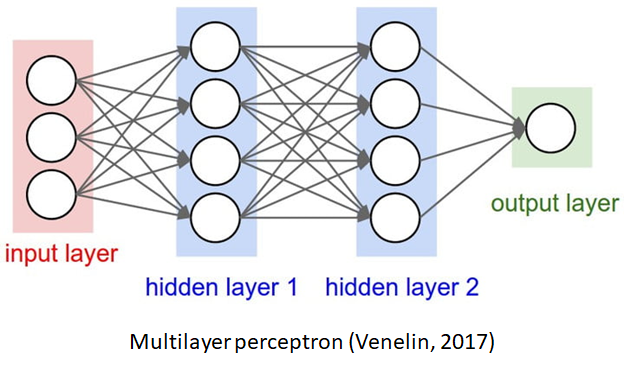 input layer
hidden layer 1
hidden layer 2
output layer
Multilayer perceptron (Venelin, 2017)